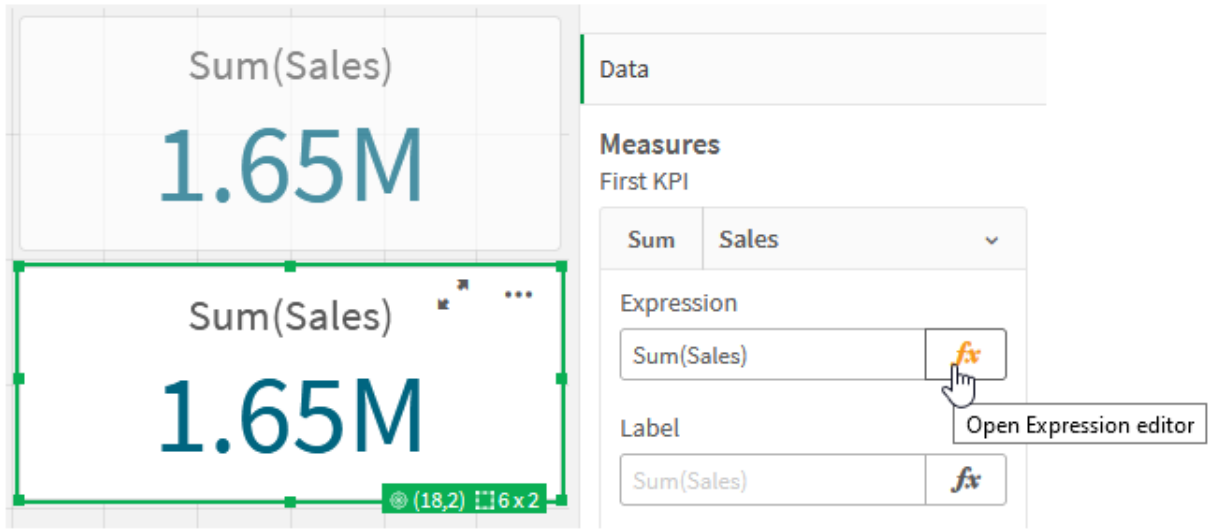 Sum(Sales)
1.65M
Sum(Sales)
1.65M
(18,2) 6 x 2
Data
Measures
First KPI
Sum Sales
Expression
Sum(Sales) fx
Open Expression editor
Label
Sum(Sales) fx